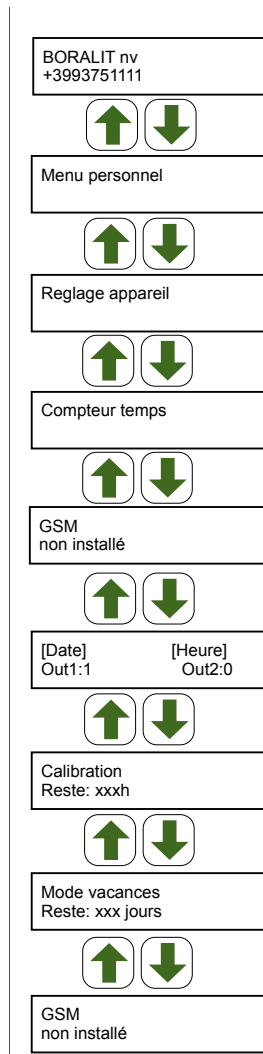 BORALIT nv
+3993751111
Menu personnel
Reglage appareil
Compteur temps
GSM
non installé
[Date] [Heure]
Out1:1 Out2:0
Calibration
Reste: xxxh
Mode vacances
Reste: xxx jours
GSM
non installé